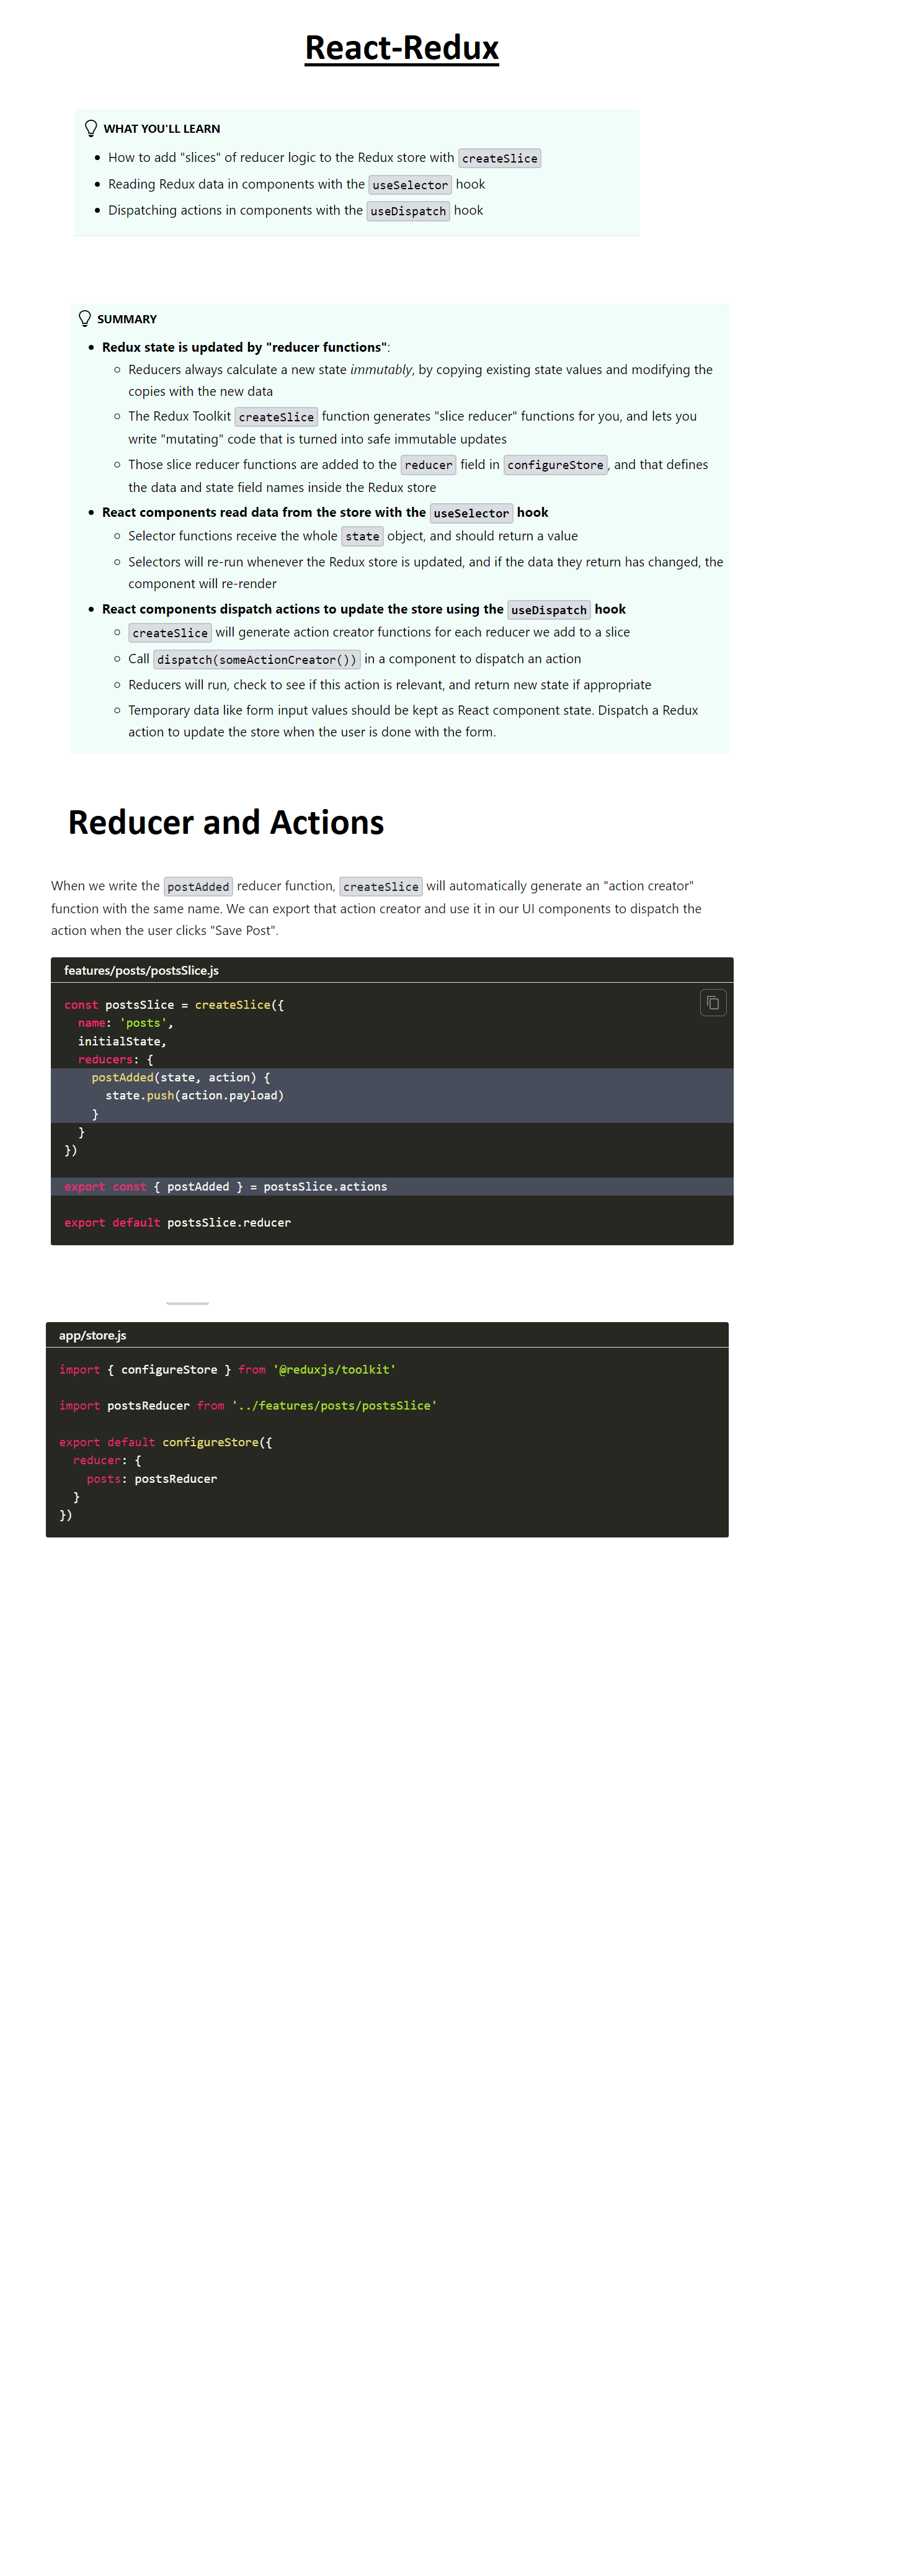 React-Redux
WHAT YOU'LL LEARN
• How to add "slices" of reducer logic to the Redux store with createSlice
• Reading Redux data in components with the useSelector hook
• Dispatching actions in components with the useDispatch hook
SUMMARY
• Redux state is updated by "reducer functions":
○ Reducers always calculate a new state immutably, by copying existing state values and modifying the
copies with the new data
○ The Redux Toolkit createSlice function generates "slice reducer" functions for you, and lets you
write "mutating" code that is turned into safe immutable updates
○ Those slice reducer functions are added to the reducer field in configureStore, and that defines
the data and state field names inside the Redux store
• React components read data from the store with the useSelector hook
○ Selector functions receive the whole state object, and should return a value
○ Selectors will re-run whenever the Redux store is updated, and if the data they return has changed, the
component will re-render
• React components dispatch actions to update the store using the useDispatch hook
○ createSlice will generate action creator functions for each reducer we add to a slice
○ Call dispatch(someActionCreator()) in a component to dispatch an action
○ Reducers will run, check to see if this action is relevant, and return new state if appropriate
○ Temporary data like form input values should be kept as React component state. Dispatch a Redux
action to update the store when the user is done with the form.
Reducer and Actions
When we write the postAdded reducer function, createSlice will automatically generate an "action creator"
function with the same name. We can export that action creator and use it in our UI components to dispatch the
action when the user clicks "Save Post".
features/posts/postsSlice.js
const postsSlice = createSlice({
  name: 'posts',
  initialState,
  reducers: {
    postAdded(state, action) {
      state.push(action.payload)
    }
  }
})
export const { postAdded } = postsSlice.actions
export default postsSlice.reducer
app/store.js
import { configureStore } from '@reduxjs/toolkit'
import postsReducer from '../features/posts/postsSlice'
export default configureStore({
  reducer: {
    posts: postsReducer
  }
})